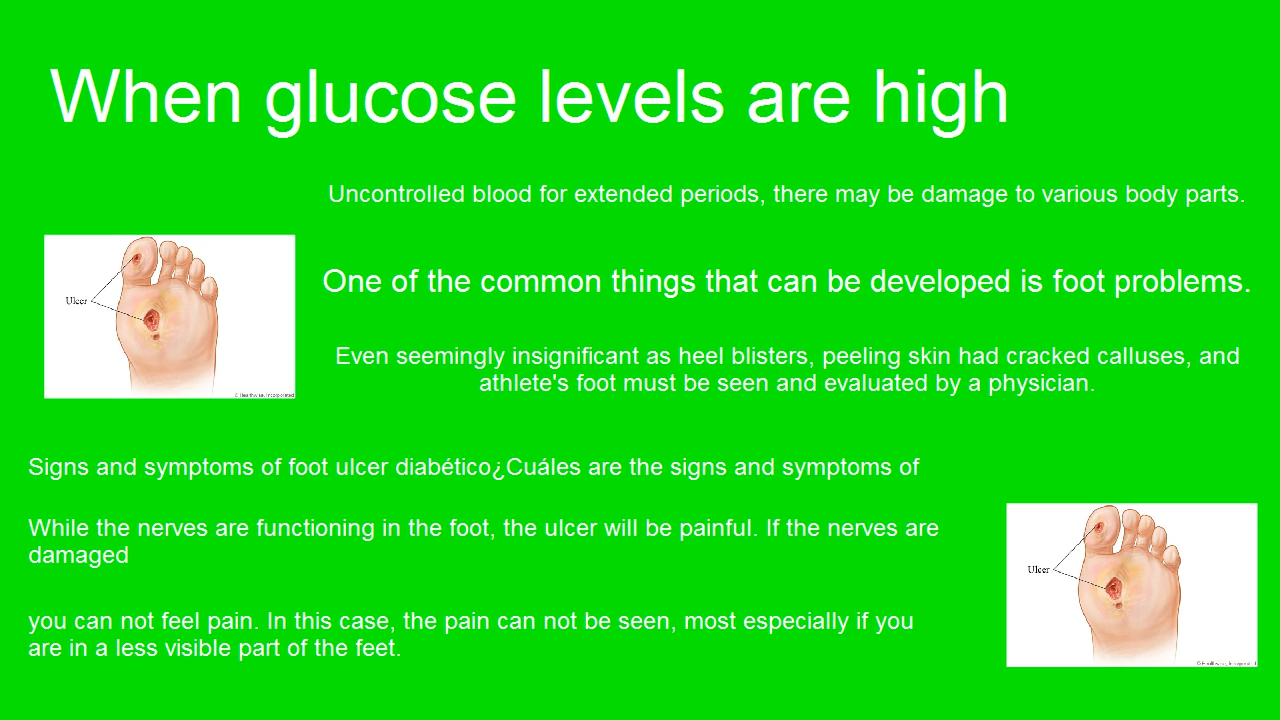 When glucose levels are high
Uncontrolled blood for extended periods, there may be damage to various body parts.
One of the common things that can be developed is foot problems.
Even seemingly insignificant as heel blisters, peeling skin had cracked calluses, and
athlete's foot must be seen and evaluated by a physician.
Ulcer
© Healthwise, Incorporated
Signs and symptoms of foot ulcer diabético¿Cuáles are the signs and symptoms of
While the nerves are functioning in the foot, the ulcer will be painful. If the nerves are
damaged
you can not feel pain. In this case, the pain can not be seen, most especially if you
are in a less visible part of the feet.
Ulcer
© Healthwise,